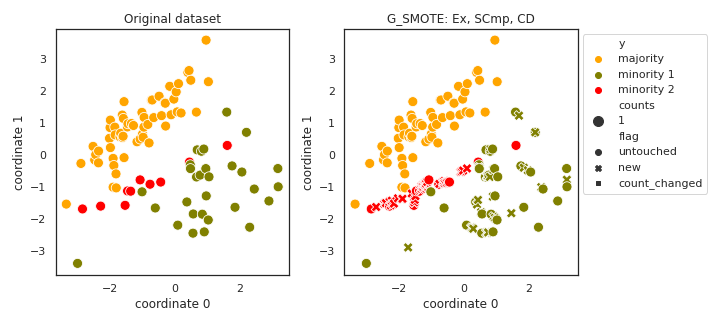 Original dataset
3
2
1
0
−1
−2
−3
coordinate 1
−2
0
2
coordinate 0
G_SMOTE: Ex, SCmp, CD
3
2
1
0
−1
−2
−3
coordinate 1
−2
0
2
coordinate 0
y
majority
minority 1
minority 2
counts
1
flag
untouched
new
count_changed